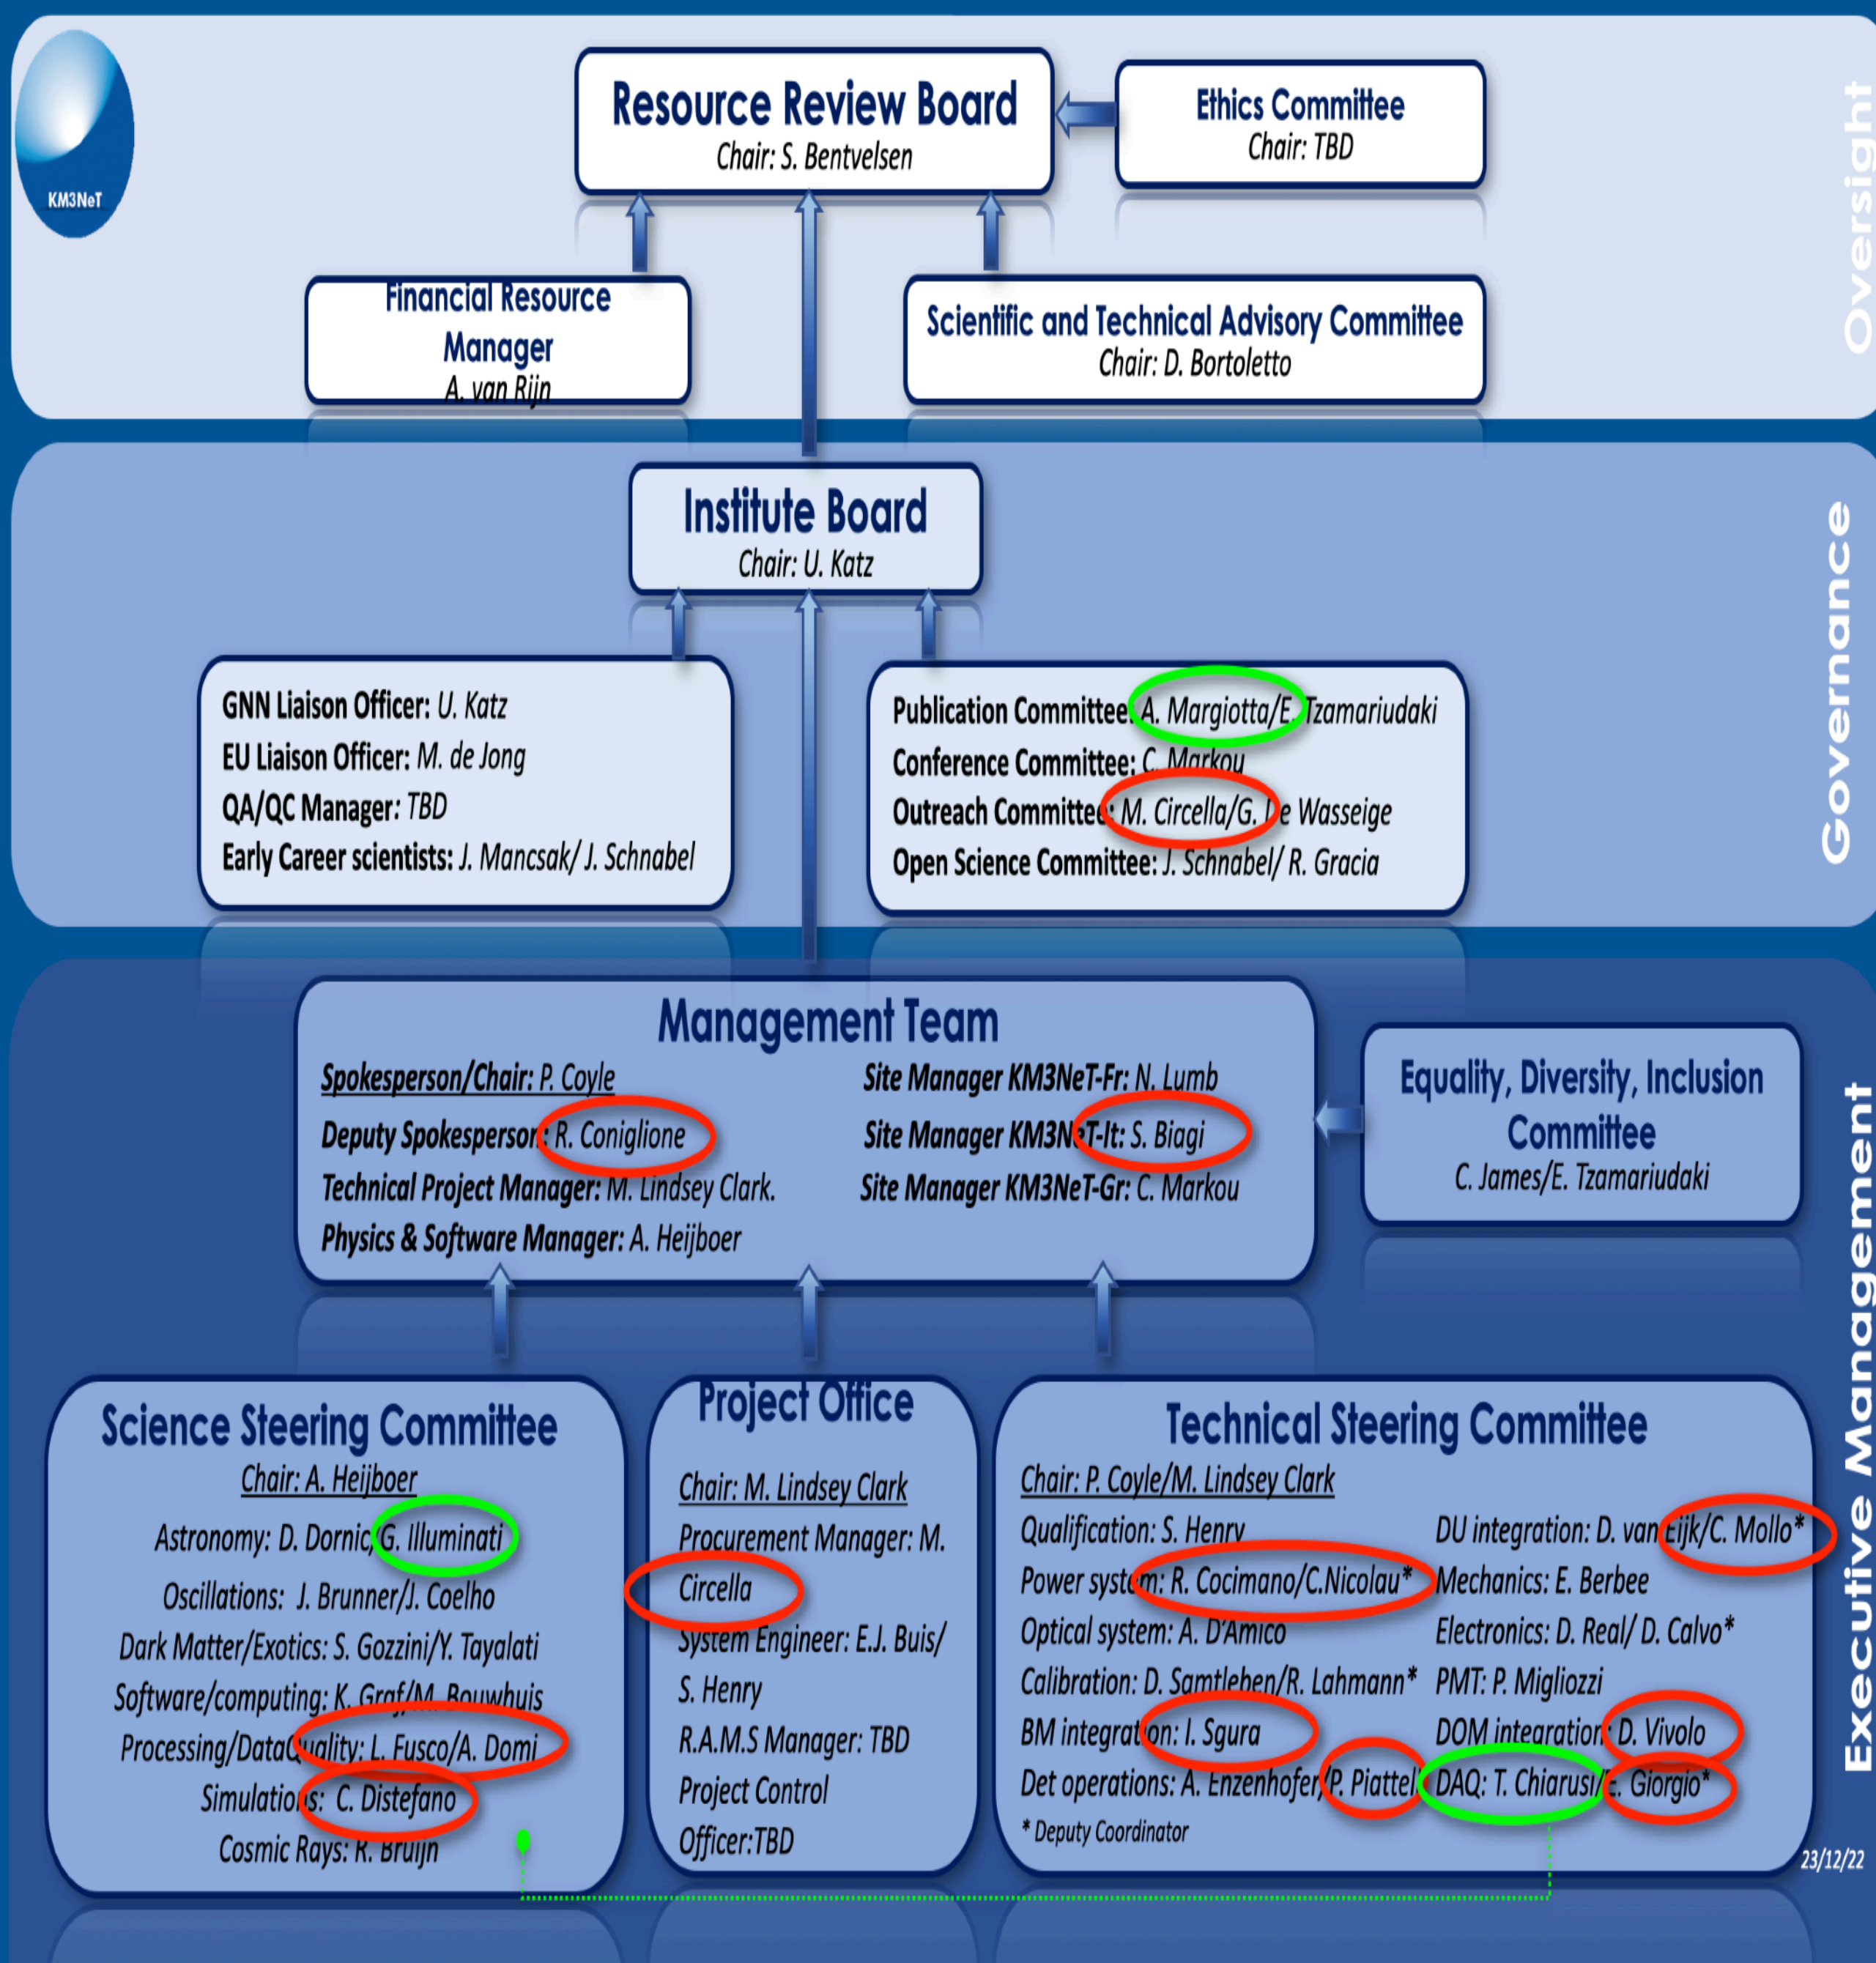 KM3NeT
Resource Review Board
Chair: S. Bentvelsen
Ethics Committee
Chair: TBD
Oversight
Financial Resource
Manager
A. van Rijn
Scientific and Technical Advisory Committee
Chair: D. Bortoletto
Institute Board
Chair: U. Katz
Governance
GNN Liaison Officer: U. Katz
EU Liaison Officer: M. de Jong
QA/QC Manager: TBD
Early Career scientists: J. Mancsak/ J. Schnabel
Publication Committee: A. Margiotta/E. Tzamariudaki
Conference Committee: C. Markou
Outreach Committee: M. Circella/G. De Wasseige
Open Science Committee: J. Schnabel/ R. Gracia
Management Team
Spokesperson/Chair: P. Coyle
Deputy Spokesperson: R. Coniglione
Technical Project Manager: M. Lindsey Clark.
Physics & Software Manager: A. Heijboer
Site Manager KM3NeT-Fr: N. Lumb
Site Manager KM3NeT-It: S. Biagi
Site Manager KM3NeT-Gr: C. Markou
Equality, Diversity, Inclusion
Committee
C. James/E. Tzamariudaki
Executive Management
Science Steering Committee
Chair: A. Heijboer
Astronomy: D. Dornic/G. Illuminati
Oscillations: J. Brunner/J. Coelho
Dark Matter/Exotics: S. Gozzini/Y. Tayalati
Software/computing: K. Graf/M. Bouwhuis
Processing/DataQuality: L. Fusco/A. Domi
Simulations: C. Distefano
Cosmic Rays: R. Bruijn
Project Office
Chair: M. Lindsey Clark
Procurement Manager: M.
Circella
System Engineer: E.J. Buis/
S. Henry
R.A.M.S Manager: TBD
Project Control
Officer:TBD
Technical Steering Committee
Chair: P. Coyle/M. Lindsey Clark
Qualification: S. Henry
Power system: R. Cocimano/C.Nicolau*
Optical system: A. D'Amico
Calibration: D. Samtleben/R. Lahmann*
BM integration: I. Sgura
Det operations: A. Enzenhofer/P. Piattelli
* Deputy Coordinator
DU integration: D. van Eijk/C. Mollo*
Mechanics: E. Berbee
Electronics: D. Real/ D. Calvo*
PMT: P. Migliozzi
DOM integration: D. Vivolo
DAQ: T. Chiarusi/E. Giorgio*
23/12/22